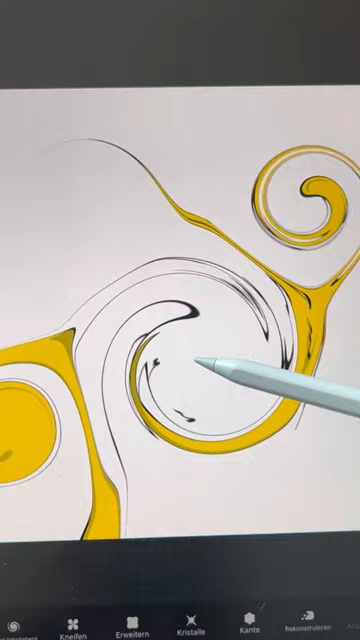 Kneifen
Erweitern
Kristalle
Kante
Rekonstruieren